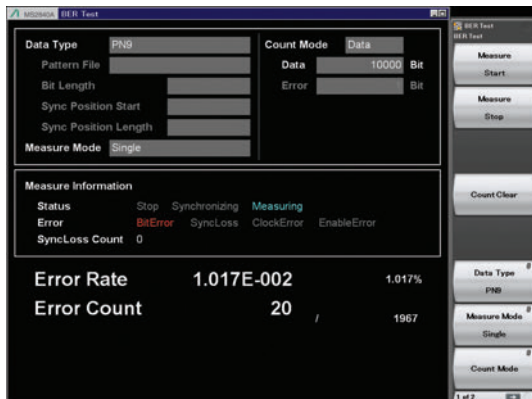 MS2840A BER Test
BER Test
BER Test
Data Type PN9
Count Mode Data
Pattern File
Data 10000 Bit
Bit Length
Error Bit
Sync Position Start
Sync Position Length
Measure Mode Single
Measure Information
Status Stop Synchronizing Measuring
Error BitError SyncLoss ClockError EnableError
SyncLoss Count 0
Error Rate 1.017E-002 1.017%
Error Count 20 / 1967
Measure
Start
Measure
Stop
Count Clear
Data Type
PN9
Measure Mode
Single
Count Mode
1 of 2